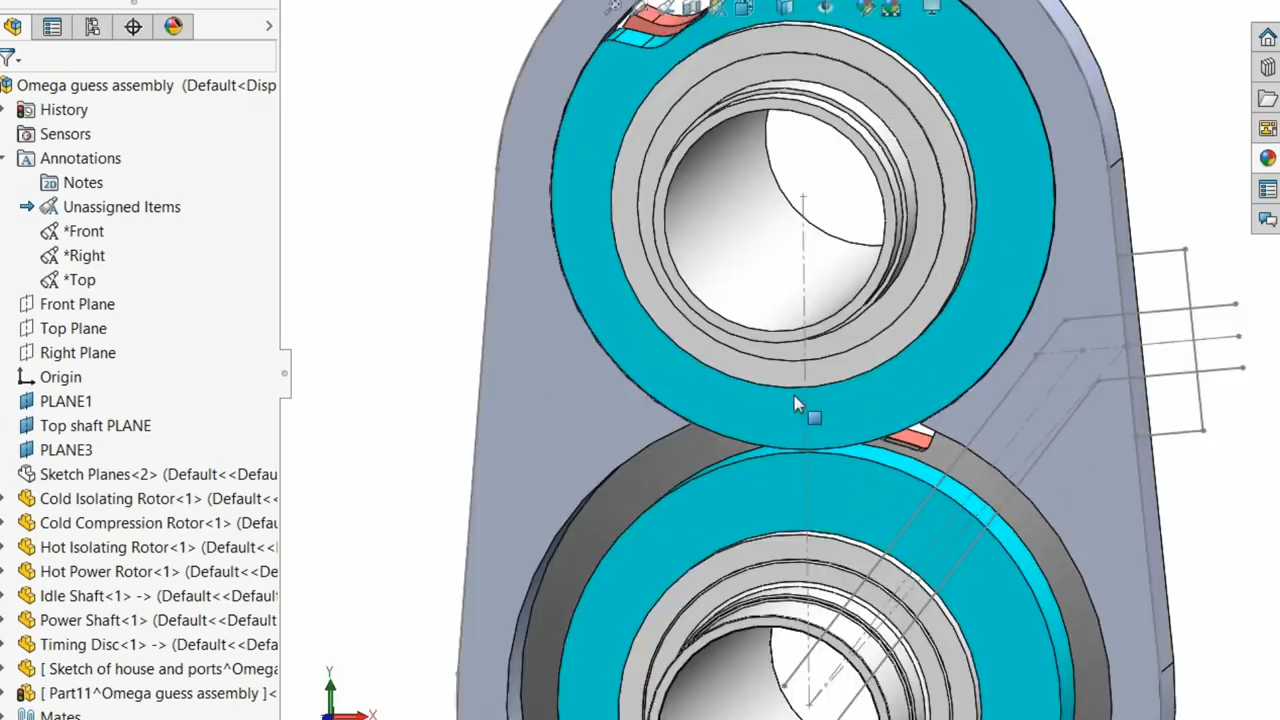 Omega guess assembly (Default<Disp
History
Sensors
Annotations
Notes
Unassigned Items
*Front
*Right
*Top
Front Plane
Top Plane
Right Plane
Origin
PLANE1
Top shaft PLANE
PLANE3
Sketch Planes<2> (Default<<Defau
Cold Isolating Rotor<1> (Default<<
Cold Compression Rotor<1> (Defau
Hot Isolating Rotor<1> (Default<<
Hot Power Rotor<1> (Default<<De
Idle Shaft<1> -> (Default<<Default
Power Shaft<1> (Default<<Default
Timing Disc<1> -> (Default<<Defau
[ Sketch of house and ports^Omega
[ Part11^Omega guess assembly ]<
Mates
Y
X